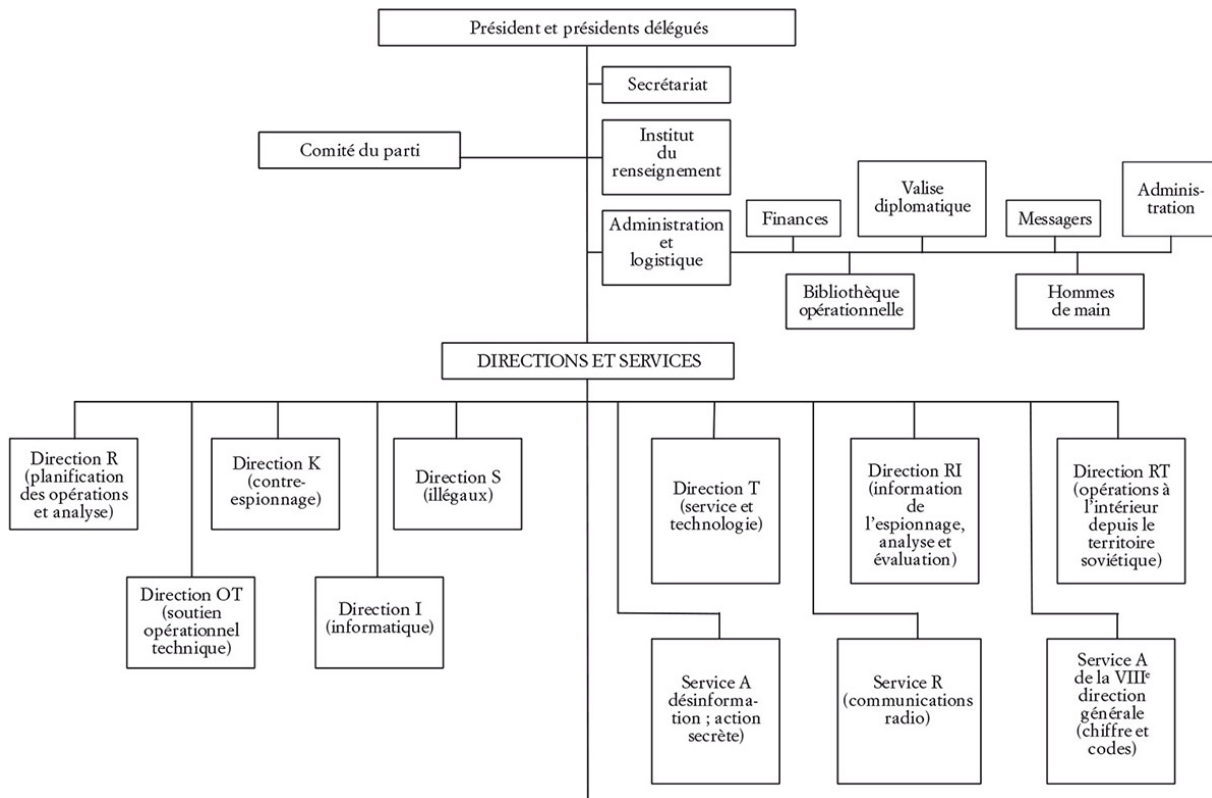 Président et présidents délégués
Secrétariat
Comité du parti
Institut
du
renseignement
Administration
et
logistique
Finances
Valise
diplomatique
Messagers
Adminis-
tration
Bibliothèque
opérationnelle
Hommes
de main
DIRECTIONS ET SERVICES
Direction R
(planification
des opérations
et analyse)
Direction K
(contre-
espionnage)
Direction S
(illégaux)
Direction T
(service et
technologie)
Direction RI
(information
de
l’espionnage,
analyse et
évaluation)
Direction RT
(opérations à
l’intérieur
depuis le
territoire
soviétique)
Direction OT
(soutien
opérationnel
technique)
Direction I
(informatique)
Service A
désinforma-
tion ; action
secrète)
Service R
(communications
radio)
Service A
de la VIIIᵉ
direction
générale
(chiffre et
codes)